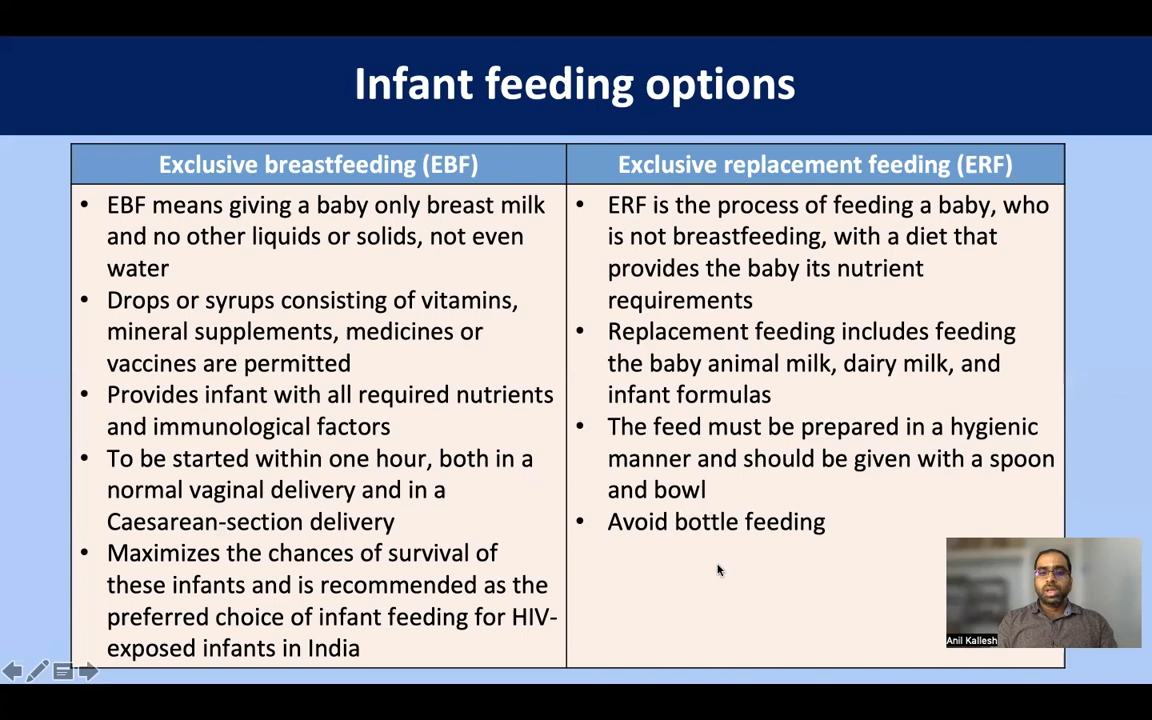 Infant feeding options
Exclusive breastfeeding (EBF)
• EBF means giving a baby only breast milk
and no other liquids or solids, not even
water
• Drops or syrups consisting of vitamins,
mineral supplements, medicines or
vaccines are permitted
• Provides infant with all required nutrients
and immunological factors
• To be started within one hour, both in a
normal vaginal delivery and in a
Caesarean-section delivery
• Maximizes the chances of survival of
these infants and is recommended as the
preferred choice of infant feeding for HIV-
exposed infants in India
Exclusive replacement feeding (ERF)
• ERF is the process of feeding a baby, who
is not breastfeeding, with a diet that
provides the baby its nutrient
requirements
• Replacement feeding includes feeding
the baby animal milk, dairy milk, and
infant formulas
• The feed must be prepared in a hygienic
manner and should be given with a spoon
and bowl
• Avoid bottle feeding
Anil Kallesh